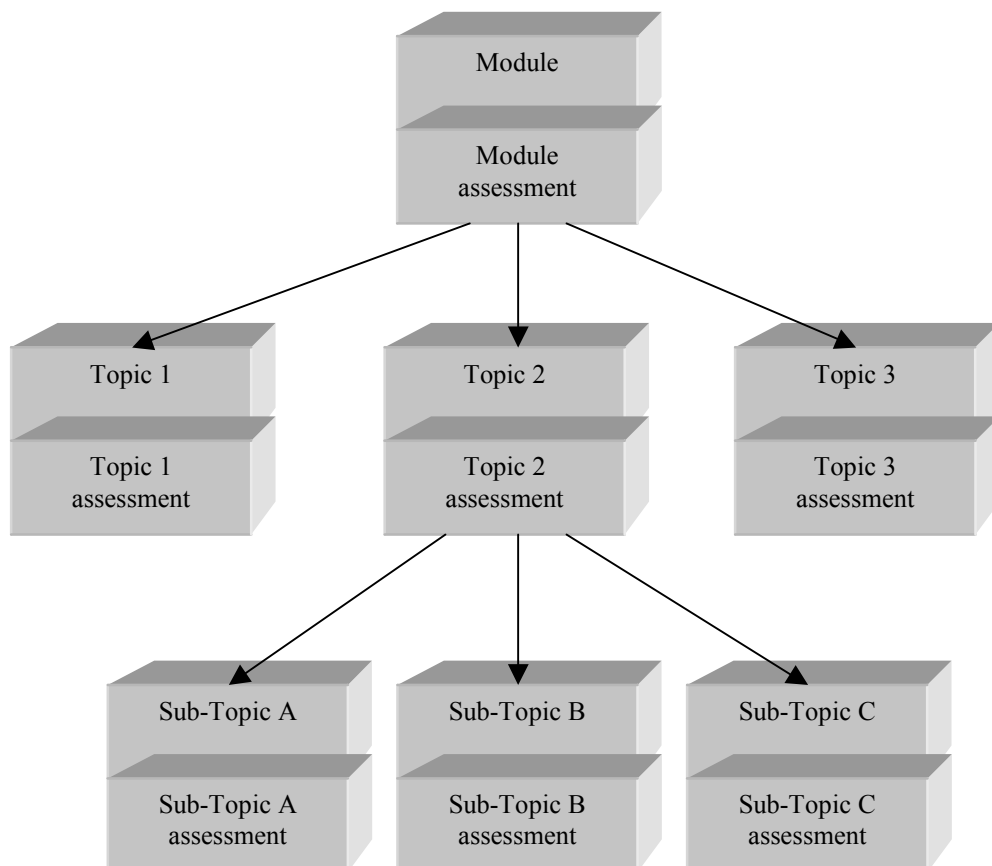 Module
Module
assessment
Topic 1
Topic 2
Topic 3
Topic 1
assessment
Topic 2
assessment
Topic 3
assessment
Sub-Topic A
Sub-Topic B
Sub-Topic C
Sub-Topic A
assessment
Sub-Topic B
assessment
Sub-Topic C
assessment